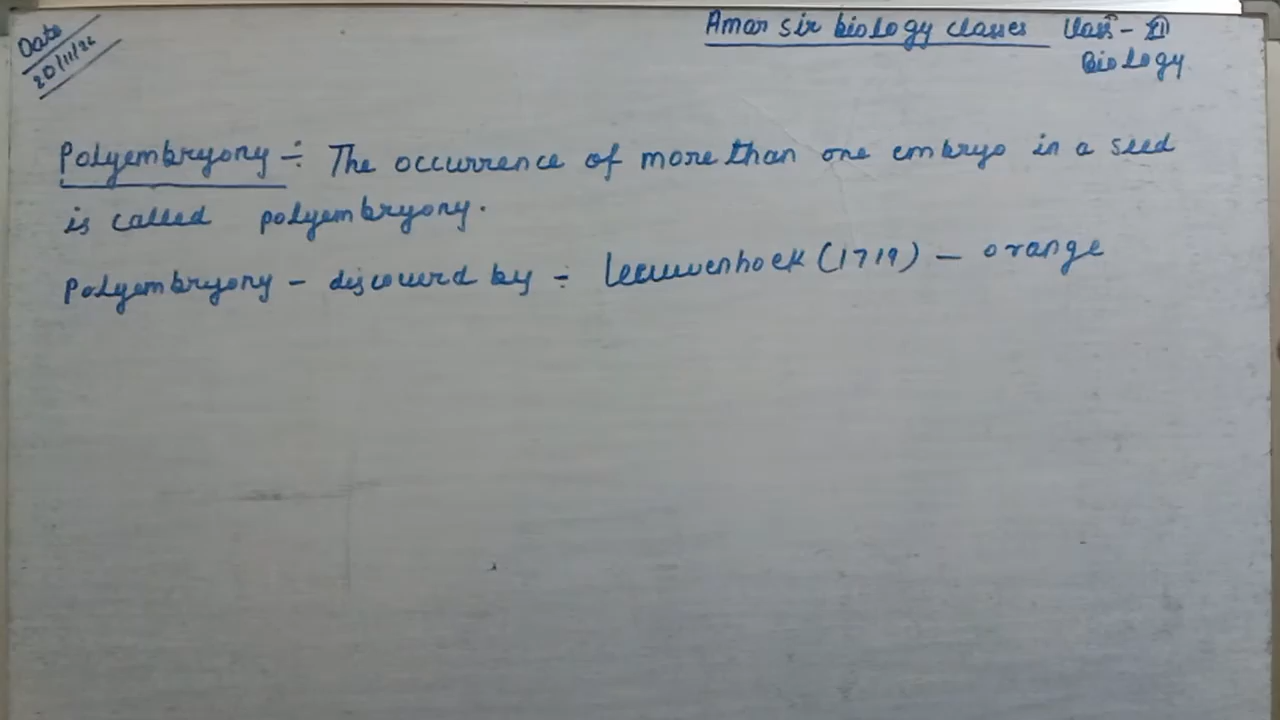 Date
20/11/22
Amar sir biology classes Class - XII
Biology
Polyembryony ÷ The occurrence of more than one embryo in a seed
is called polyembryony.
Polyembryony - discoverd by ÷ Leeuwenhoek (1719) - orange